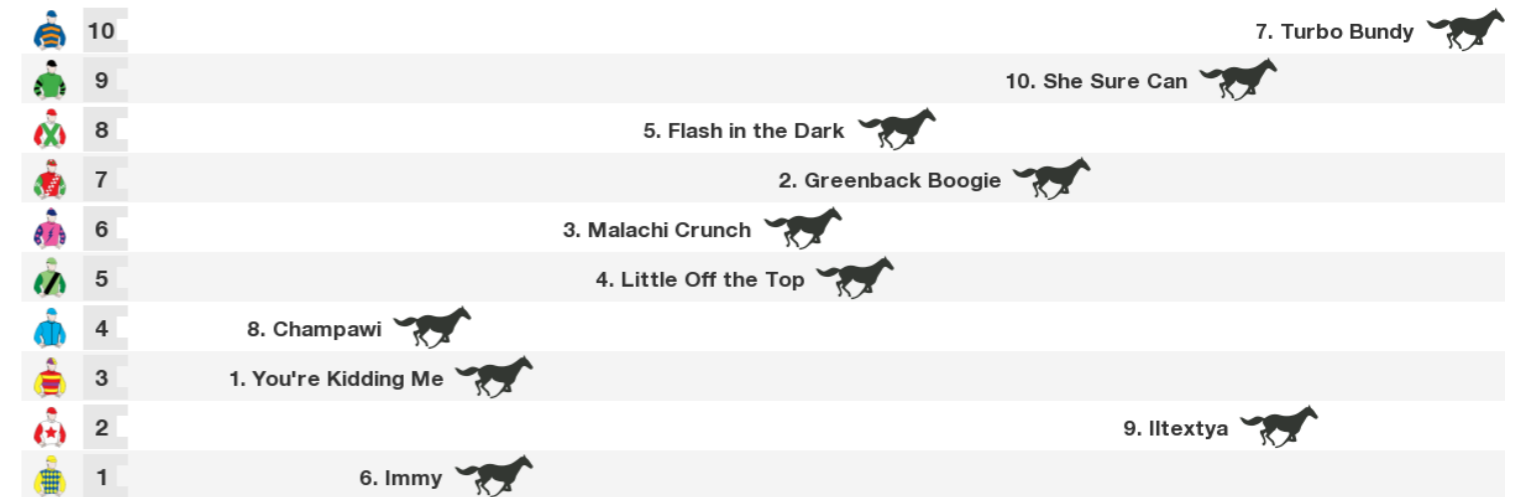 10 7. Turbo Bundy
9 10. She Sure Can
8 5. Flash in the Dark
7 2. Greenback Boogie
6 3. Malachi Crunch
5 4. Little Off the Top
4 8. Champawi
3 1. You're Kidding Me
2 9. Iltextya
1 6. Immy